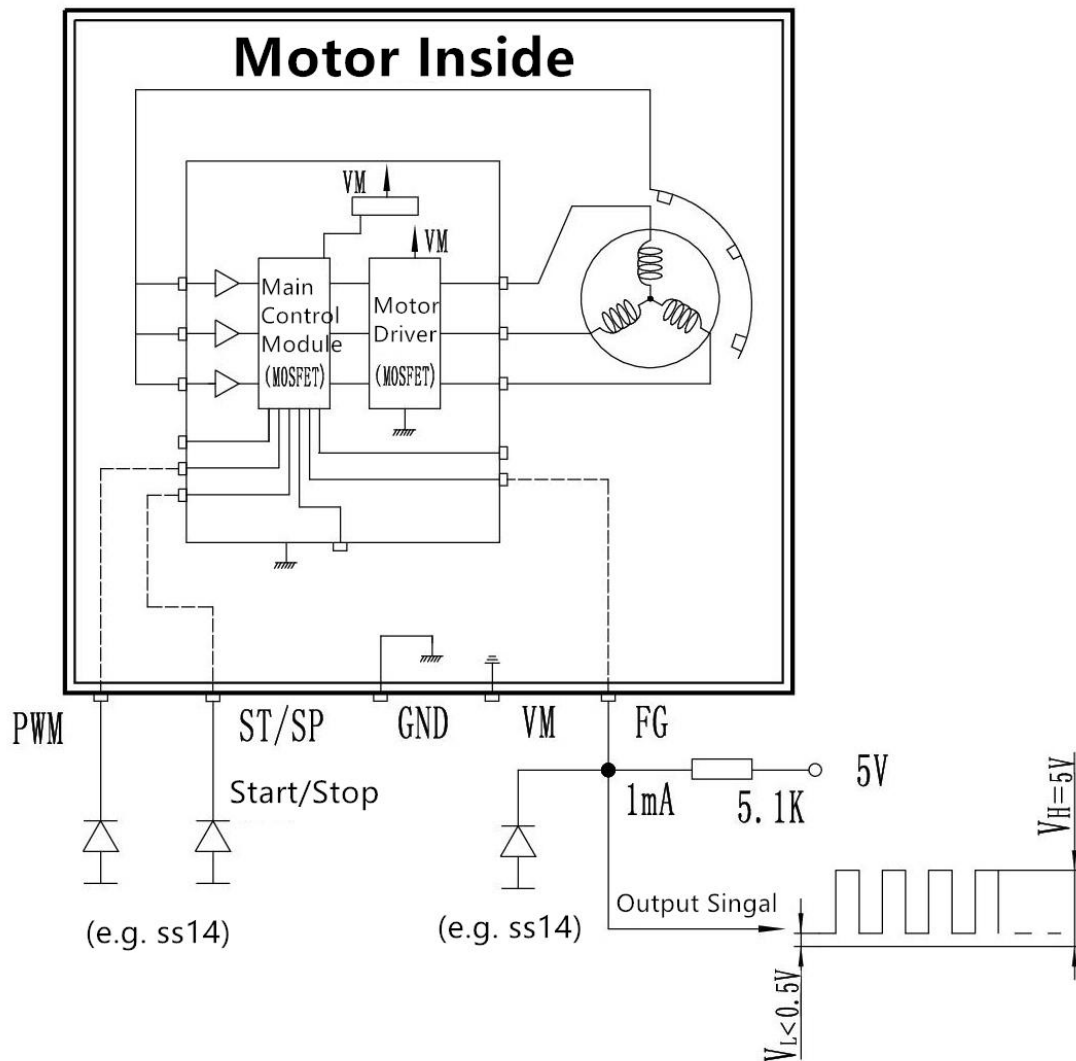 Motor Inside
VM
VM
Main
Control
Module
(MOSFET)
Motor
Driver
(MOSFET)
PWM
ST/SP
GND
VM
FG
Start/Stop
1mA
5.1K
5V
VH=5V
(e.g. ss14)
(e.g. ss14)
Output Singal
VL<0.5V